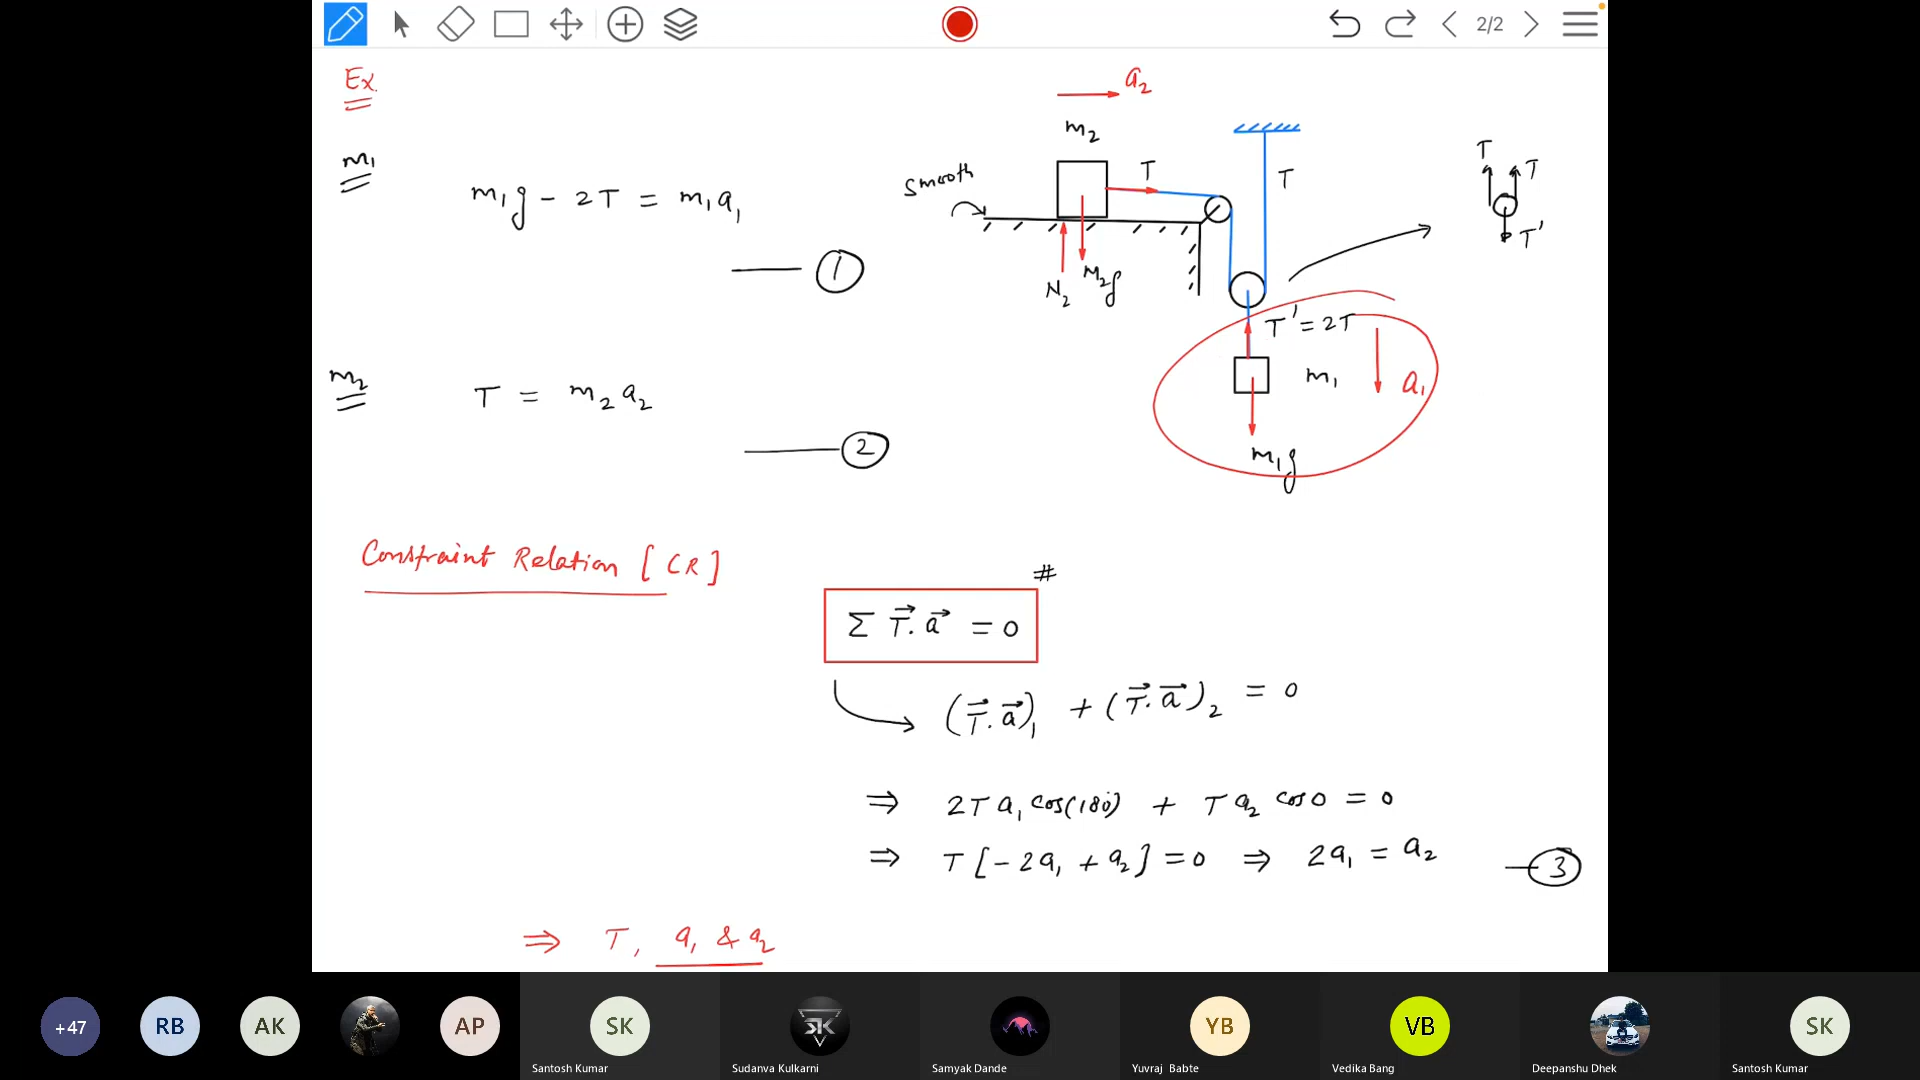 2/2
Ex.
a₂
m₂
m₁
T
T
T
T
Smooth
m₁g - 2T = m₁a₁
T'
1
N₂
m₂g
T' = 2T
m₂
T = m₂a₂
m₁
a₁
2
m₁g
Constraint Relation [CR]
#
Σ T⃗.a⃗ = 0
(T⃗.a⃗)₁ + (T⃗.a⃗)₂ = 0
⇒ 2T a₁ cos(180) + T a₂ cos0 = 0
⇒ T[-2a₁ + a₂] = 0 ⇒ 2a₁ = a₂ — 3
⇒ T, a₁ & a₂
+47
RB
AK
AP
SK
SK
YB
VB
SK
Santosh Kumar
Sudanva Kulkarni
Samyak Dande
Yuvraj Babte
Vedika Bang
Deepanshu Dhek
Santosh Kumar